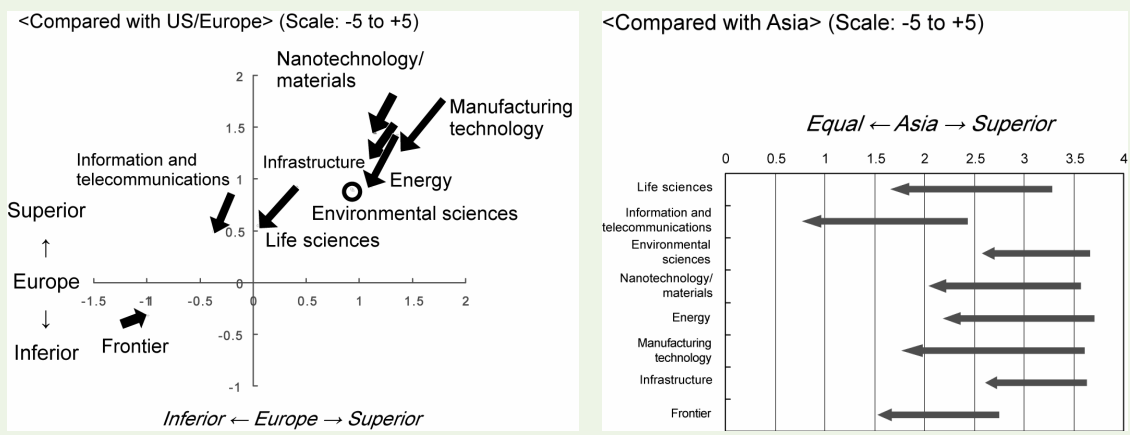 <Compared with US/Europe> (Scale: -5 to +5)
Nanotechnology/
materials
2
Manufacturing
technology
1.5
Information and
telecommunications
Infrastructure
1
Energy
Environmental sciences
Superior
↑
Europe
↓
Inferior
0.5
Life sciences
0
-1.5
-1
-0.5
0
0.5
1
1.5
2
Frontier
-0.5
-1
Inferior ← Europe → Superior
<Compared with Asia> (Scale: -5 to +5)
Equal ← Asia → Superior
0 0.5 1 1.5 2 2.5 3 3.5 4
Life sciences
Information and
telecommunications
Environmental
sciences
Nanotechnology/
materials
Energy
Manufacturing
technology
Infrastructure
Frontier